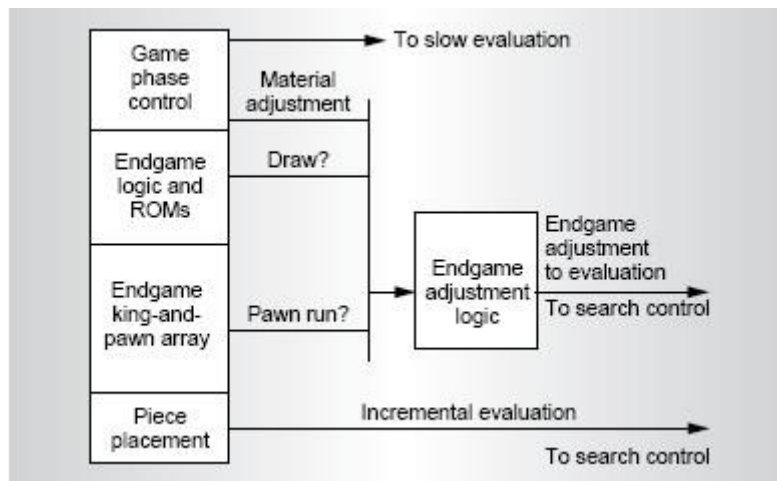 Game
phase
control
To slow evaluation
Material
adjustment
Endgame
logic and
ROMs
Draw?
Endgame
king-and-
pawn array
Pawn run?
Endgame
adjustment
logic
Endgame
adjustment
to evaluation
To search control
Piece
placement
Incremental evaluation
To search control